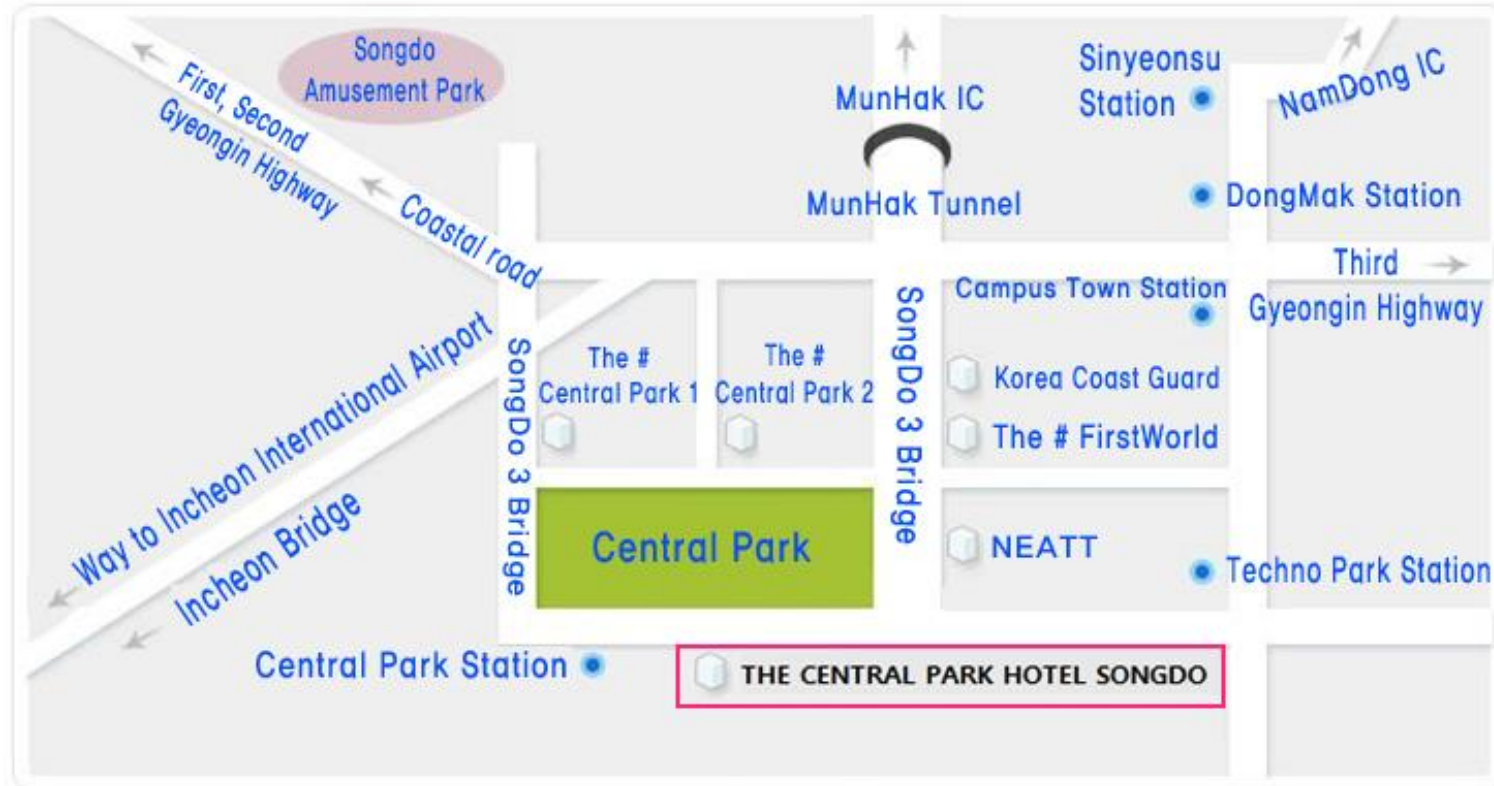 Songdo
Amusement Park
First, Second
Gyeongin Highway
Coastal road
MunHak IC
MunHak Tunnel
Sinyeonsu
Station
NamDong IC
DongMak Station
Third
Gyeongin Highway
Campus Town Station
Way to Incheon International Airport
Incheon Bridge
SongDo 3 Bridge
The #
Central Park 1
The #
Central Park 2
SongDo 3 Bridge
Korea Coast Guard
The # FirstWorld
Central Park
NEATT
Techno Park Station
Central Park Station
THE CENTRAL PARK HOTEL SONGDO